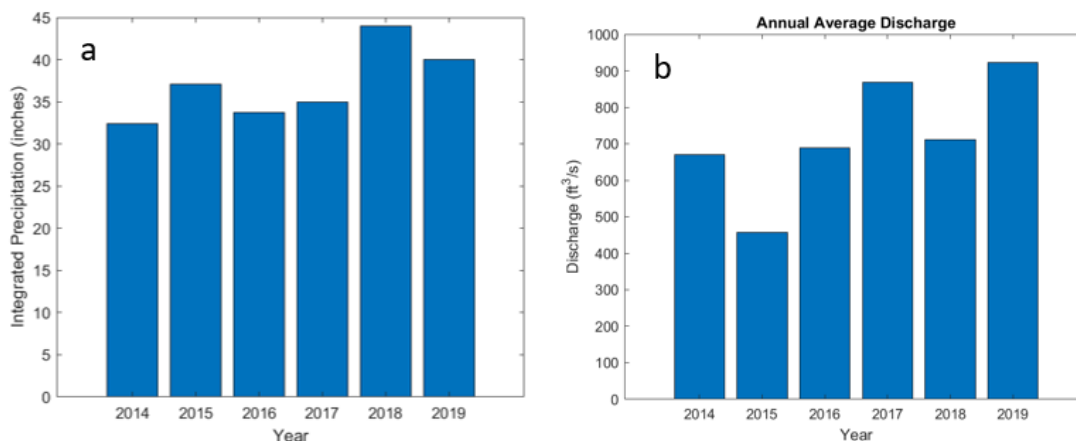 a
45
40
35
30
25
20
15
10
5
0
Integrated Precipitation (inches)
2014 2015 2016 2017 2018 2019
Year
Annual Average Discharge
b
1000
900
800
700
600
500
400
300
200
100
0
Discharge (ft³/s)
2014 2015 2016 2017 2018 2019
Year